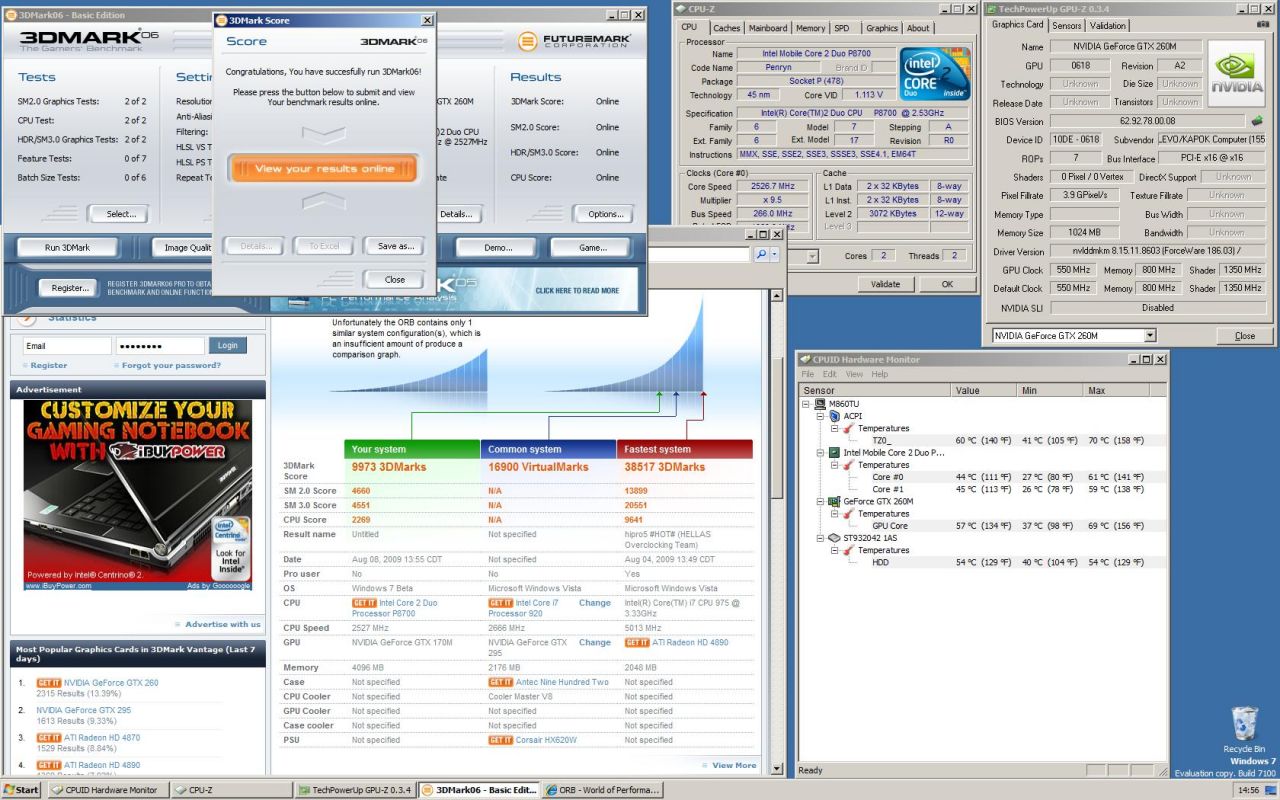 3DMark06 - Basic Edition
3DMARK®06
The Gamers' Benchmark
FUTUREMARK®
CORPORATION
Tests
SM2.0 Graphics Tests: 2 of 2
CPU Test: 2 of 2
HDR/SM3.0 Graphics Tests: 2 of 2
Feature Tests: 0 of 7
Batch Size Tests: 0 of 6
Select...
Settin
Resolution
Anti-Alias
Filtering:
HLSL VS T
HLSL PS T
Repeat T
GTX 260M
2 Duo CPU
z @ 2527MHz
Details...
Results
3DMark Score: Online
SM2.0 Score: Online
HDR/SM3.0 Score: Online
CPU Score: Online
Options...
Run 3DMark
Image Qualit
Demo...
Game...
Register...
REGISTER 3DMARK06 PRO TO OBTA
BENCHMARK AND ONLINE FUNCTION
CLICK HERE TO READ MORE
3DMark Score
Score
3DMARK®06
Congratulations, You have succesfully run 3DMark06!
Please press the button below to submit and view
Your benchmark results online.
View your results online
Details...
To Excel
Save as...
Close
PC Performance Analysis
Statistics
Email
Login
Register
Forgot your password?
Advertisement
CUSTOMIZE YOUR
GAMING NOTEBOOK
WITH iBUYPOWER
intel
Centrino
Look for
Intel
Inside
Powered by Intel® Centrino® 2.
www.iBuyPower.com
Ads by Goooooogle
Advertise with us
Most Popular Graphics Cards in 3DMark Vantage (Last 7
days)
1. GET IT NVIDIA GeForce GTX 260
2315 Results (13.39%)
2. NVIDIA GeForce GTX 295
1613 Results (9.33%)
3. GET IT ATI Radeon HD 4870
1529 Results (8.84%)
4. GET IT ATI Radeon HD 4890
Unfortunately the ORB contains only 1
similar system configuration(s), which is
an insufficient amount of produce a
comparison graph.
Your system Common system Fastest system
3DMark Score 9973 3DMarks 16900 VirtualMarks 38517 3DMarks
SM 2.0 Score 4660 N/A 13899
SM 3.0 Score 4551 N/A 20551
CPU Score 2269 N/A 9641
Result name Untitled Not specified hipro5 #HOT# (HELLAS
Overclocking Team)
Date Aug 08, 2009 13:55 CDT Not specified Aug 04, 2009 13:49 CDT
Pro user No No Yes
OS Windows 7 Beta Microsoft Windows Vista Microsoft Windows Vista
CPU GET IT Intel Core 2 Duo GET IT Intel Core i7 Change Intel(R) Core(TM) i7 CPU 975 @
Processor P8700 Processor 920 3.33GHz
CPU Speed 2527 MHz 2666 MHz 5013 MHz
GPU NVIDIA GeForce GTX 170M NVIDIA GeForce GTX Change GET IT ATI Radeon HD 4890
295
Memory 4096 MB 2176 MB 2048 MB
Case Not specified GET IT Antec Nine Hundred Two Not specified
CPU Cooler Not specified Cooler Master V8 Not specified
GPU Cooler Not specified Not specified Not specified
Case cooler Not specified Not specified Not specified
PSU Not specified GET IT Corsair HX620W Not specified
View More
CPU-Z
CPU Caches Mainboard Memory SPD Graphics About
Processor
Name Intel Mobile Core 2 Duo P8700
Code Name Penryn Brand ID
Package Socket P (478)
Technology 45 nm Core VID 1.113 V
intel
CORE 2
Duo inside
Specification Intel(R) Core(TM)2 Duo CPU P8700 @ 2.53GHz
Family 6 Model 7 Stepping A
Ext. Family 6 Ext. Model 17 Revision R0
Instructions MMX, SSE, SSE2, SSE3, SSSE3, SSE4.1, EM64T
Clocks (Core #0)
Core Speed 2526.7 MHz
Multiplier x 9.5
Bus Speed 266.0 MHz
Cache
L1 Data 2 x 32 KBytes 8-way
L1 Inst. 2 x 32 KBytes 8-way
Level 2 3072 KBytes 12-way
Level 3
Cores 2 Threads 2
Validate
OK
TechPowerUp GPU-Z 0.3.4
Graphics Card Sensors Validation
Name NVIDIA GeForce GTX 260M
GPU 0618 Revision A2
Technology Unknown Die Size Unknown
Release Date Unknown Transistors Unknown
NVIDIA
BIOS Version 62.92.78.00.08
Device ID 10DE - 0618 Subvendor LEVO/KAPOK Computer (155
ROPs 7 Bus Interface PCI-E x16 @ x16
Shaders 0 Pixel / 0 Vertex DirectX Support Unknown
Pixel Fillrate 3.9 GPixel/s Texture Fillrate Unknown
Memory Type Bus Width Unknown
Memory Size 1024 MB Bandwidth Unknown
Driver Version nvlddmkm 8.15.11.8603 (ForceWare 186.03) /
GPU Clock 550 MHz Memory 800 MHz Shader 1350 MHz
Default Clock 550 MHz Memory 800 MHz Shader 1350 MHz
NVIDIA SLI Disabled
NVIDIA GeForce GTX 260M
Close
CPUID Hardware Monitor
File Edit View Help
Sensor Value Min Max
M860TU
ACPI
Temperatures
TZ0_ 60 °C (140 °F) 41 °C (105 °F) 70 °C (158 °F)
Intel Mobile Core 2 Duo P...
Temperatures
Core #0 44 °C (111 °F) 27 °C (80 °F) 61 °C (141 °F)
Core #1 45 °C (113 °F) 26 °C (78 °F) 59 °C (138 °F)
GeForce GTX 260M
Temperatures
GPU Core 57 °C (134 °F) 37 °C (98 °F) 69 °C (156 °F)
ST932042 1AS
Temperatures
HDD 54 °C (129 °F) 40 °C (104 °F) 54 °C (129 °F)
Ready
Recycle Bin
Windows 7
Evaluation copy. Build 7100
Start
CPUID Hardware Monitor
CPU-Z
TechPowerUp GPU-Z 0.3.4
3DMark06 - Basic Edit...
ORB - World of Performa...
14:56